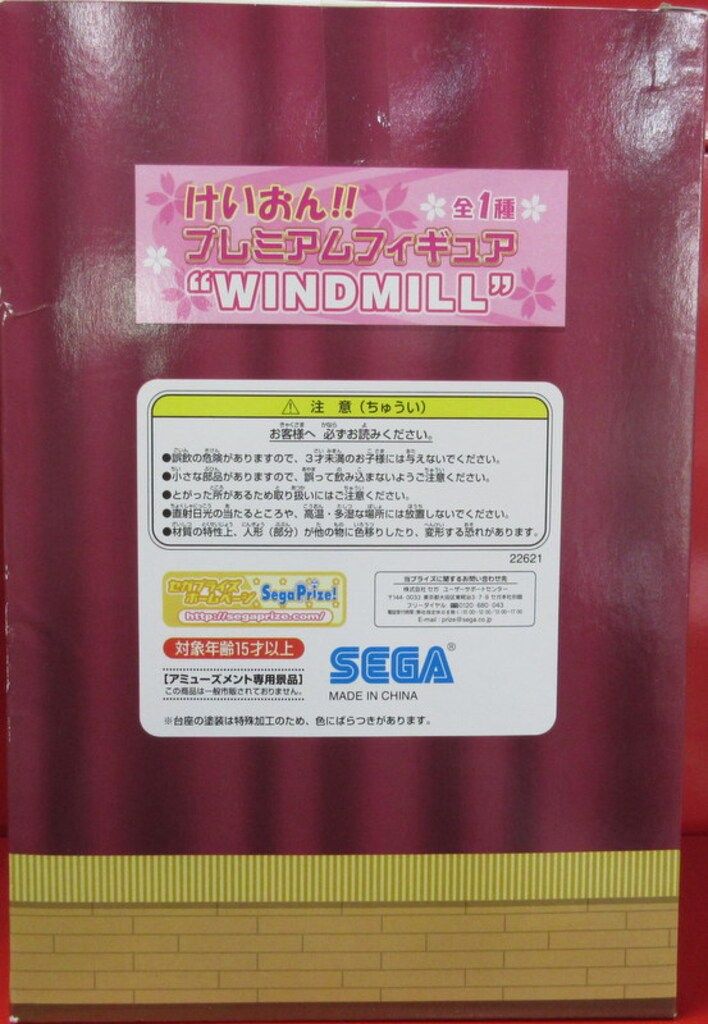 けいおん!!
全1種
プレミアムフィギュア
“WINDMILL”
⚠ 注 意 (ちゅうい)
お客様へ 必ずお読みください。
●誤飲の危険がありますので、3才未満のお子様には与えないでください。
●小さな部品がありますので、誤って飲み込まないようご注意ください。
●とがった所があるため取り扱いにはご注意ください。
●直射日光の当たるところや、高温・多湿な場所には放置しないでください。
●材質の特性上、人形(部分)が他の物に色移りしたり、変形する恐れがあります。
22621
セガプライズ
ホームページ
SegaPrize!
http://segaprize.com/
当プライズに関するお問い合わせ先
株式会社 セガ ユーザーサポートセンター
フリーダイヤル 0120 680 043
E-mail : prize@sega.co.jp
対象年齢15才以上
SEGA®
[アミューズメント専用景品]
この商品は一般市販されておりません。
MADE IN CHINA
※台座の塗装は特殊加工のため、色にばらつきがあります。